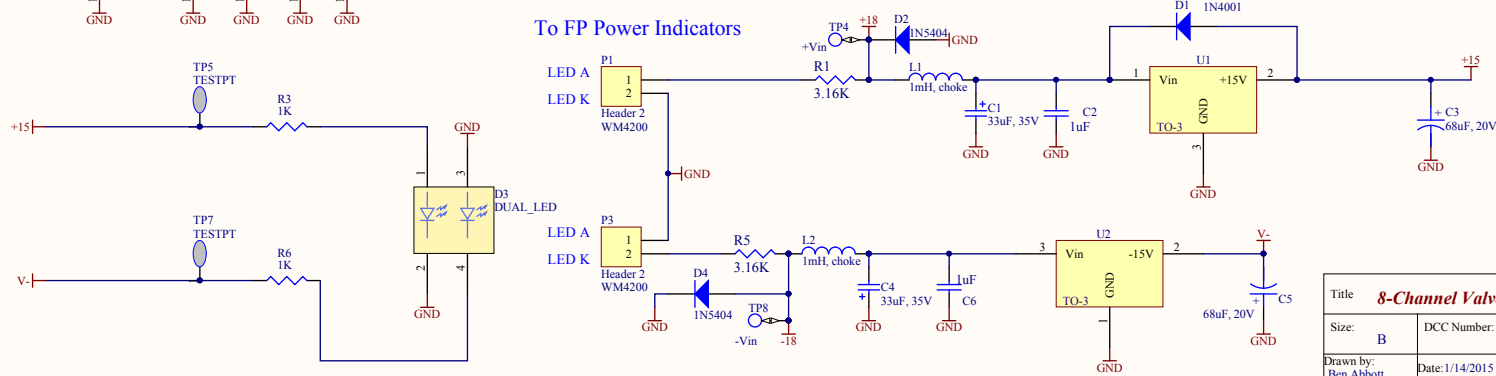 GND GND GND GND GND
To FP Power Indicators
TP5
TESTPT
R3
1K
+15
GND
1
3
D3
DUAL_LED
2
4
GND
TP7
TESTPT
R6
1K
V-
LED A
LED K
P1
1
2
Header 2
WM4200
GND
LED A
LED K
P3
1
2
Header 2
WM4200
R1
3.16K
TP4
+Vin
+18
D2
1N5404
GND
L1
1mH, choke
+
C1
33uF, 35V
GND
C2
1uF
GND
D1
1N4001
U1
1
Vin
+15V
2
GND
TO-3
3
GND
+15
+
C3
68uF, 20V
GND
R5
3.16K
D4
1N5404
GND
TP8
-Vin
-18
L2
1mH, choke
C4
+
33uF, 35V
GND
1uF
C6
GND
U2
3
Vin
-15V
2
GND
TO-3
1
GND
V-
C5
+
68uF, 20V
GND
Title 8-Channel Valv
Size: B DCC Number:
Drawn by: Date:1/14/2015
Ben Abbott